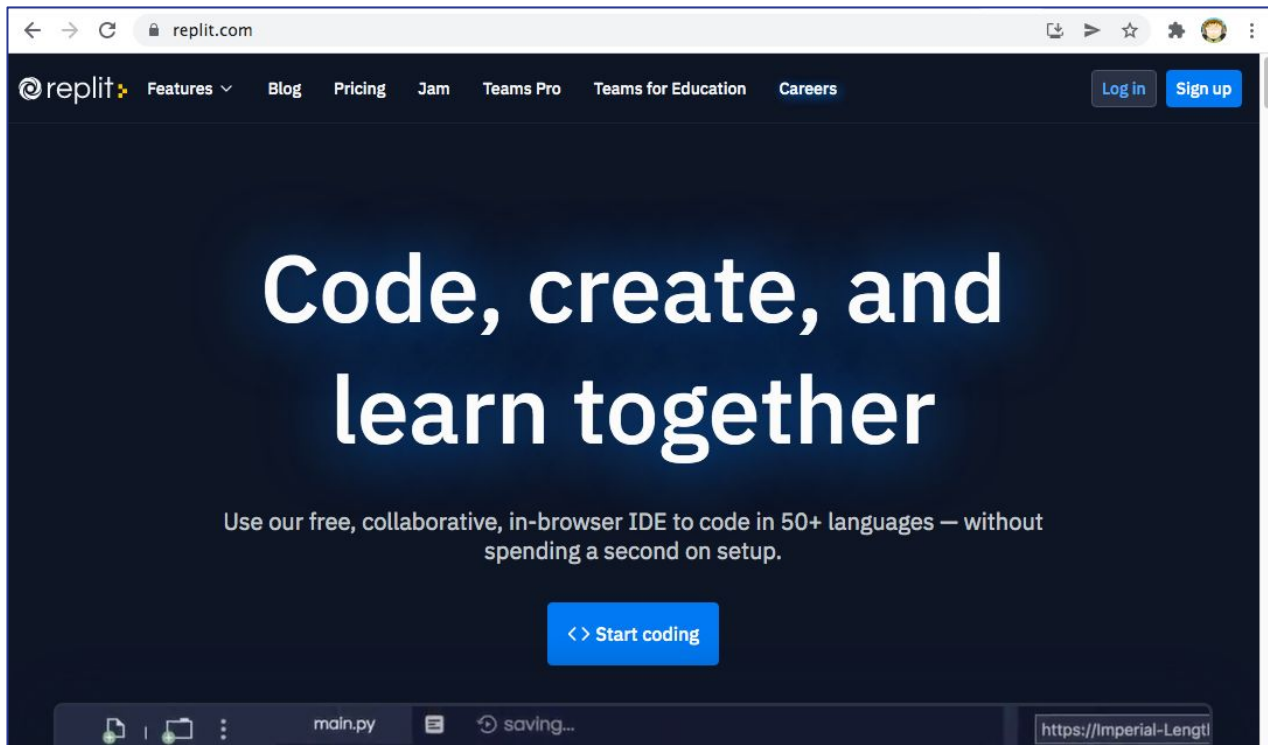 replit.com
replit Features Blog Pricing Jam Teams Pro Teams for Education Careers Log in Sign up
Code, create, and
learn together
Use our free, collaborative, in-browser IDE to code in 50+ languages — without
spending a second on setup.
<> Start coding
main.py saving... https://Imperial-Lengt